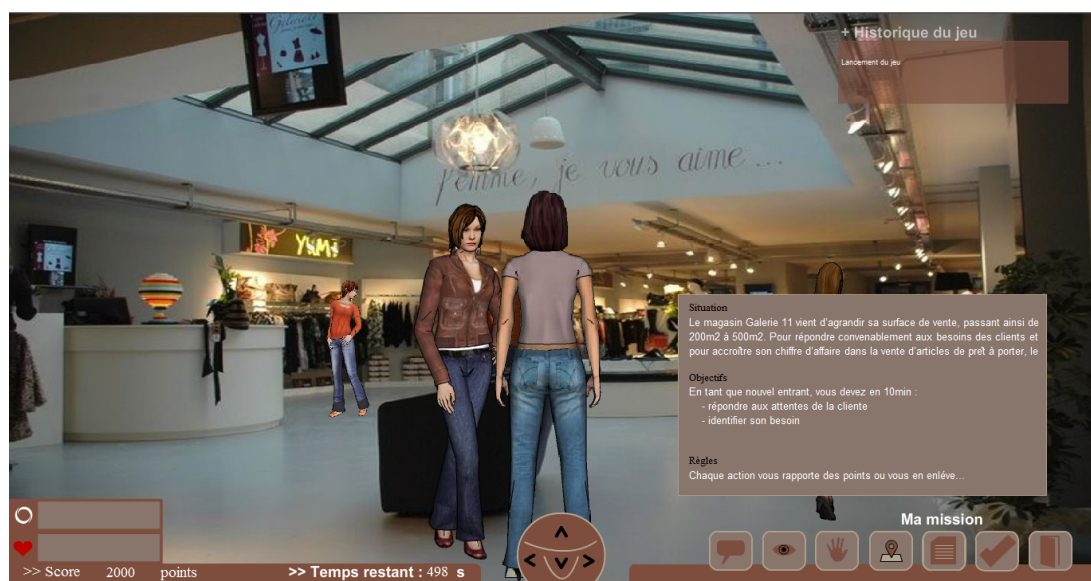 + Historique du jeu
Lancement du jeu
Femme, je vous aime...
YUMi
Situation
Le magasin Galerie 11 vient d'agrandir sa surface de vente, passant ainsi de
200m2 à 500m2. Pour répondre convenablement aux besoins des clients et
pour accroître son chiffre d'affaire dans la vente d'articles de prêt à porter, le
Objectifs
En tant que nouvel entrant, vous devez en 10min :
- répondre aux attentes de la cliente
- identifier son besoin
Règles
Chaque action vous rapporte des points ou vous en enléve...
Ma mission
>> Score 2000 points
>> Temps restant : 498 s